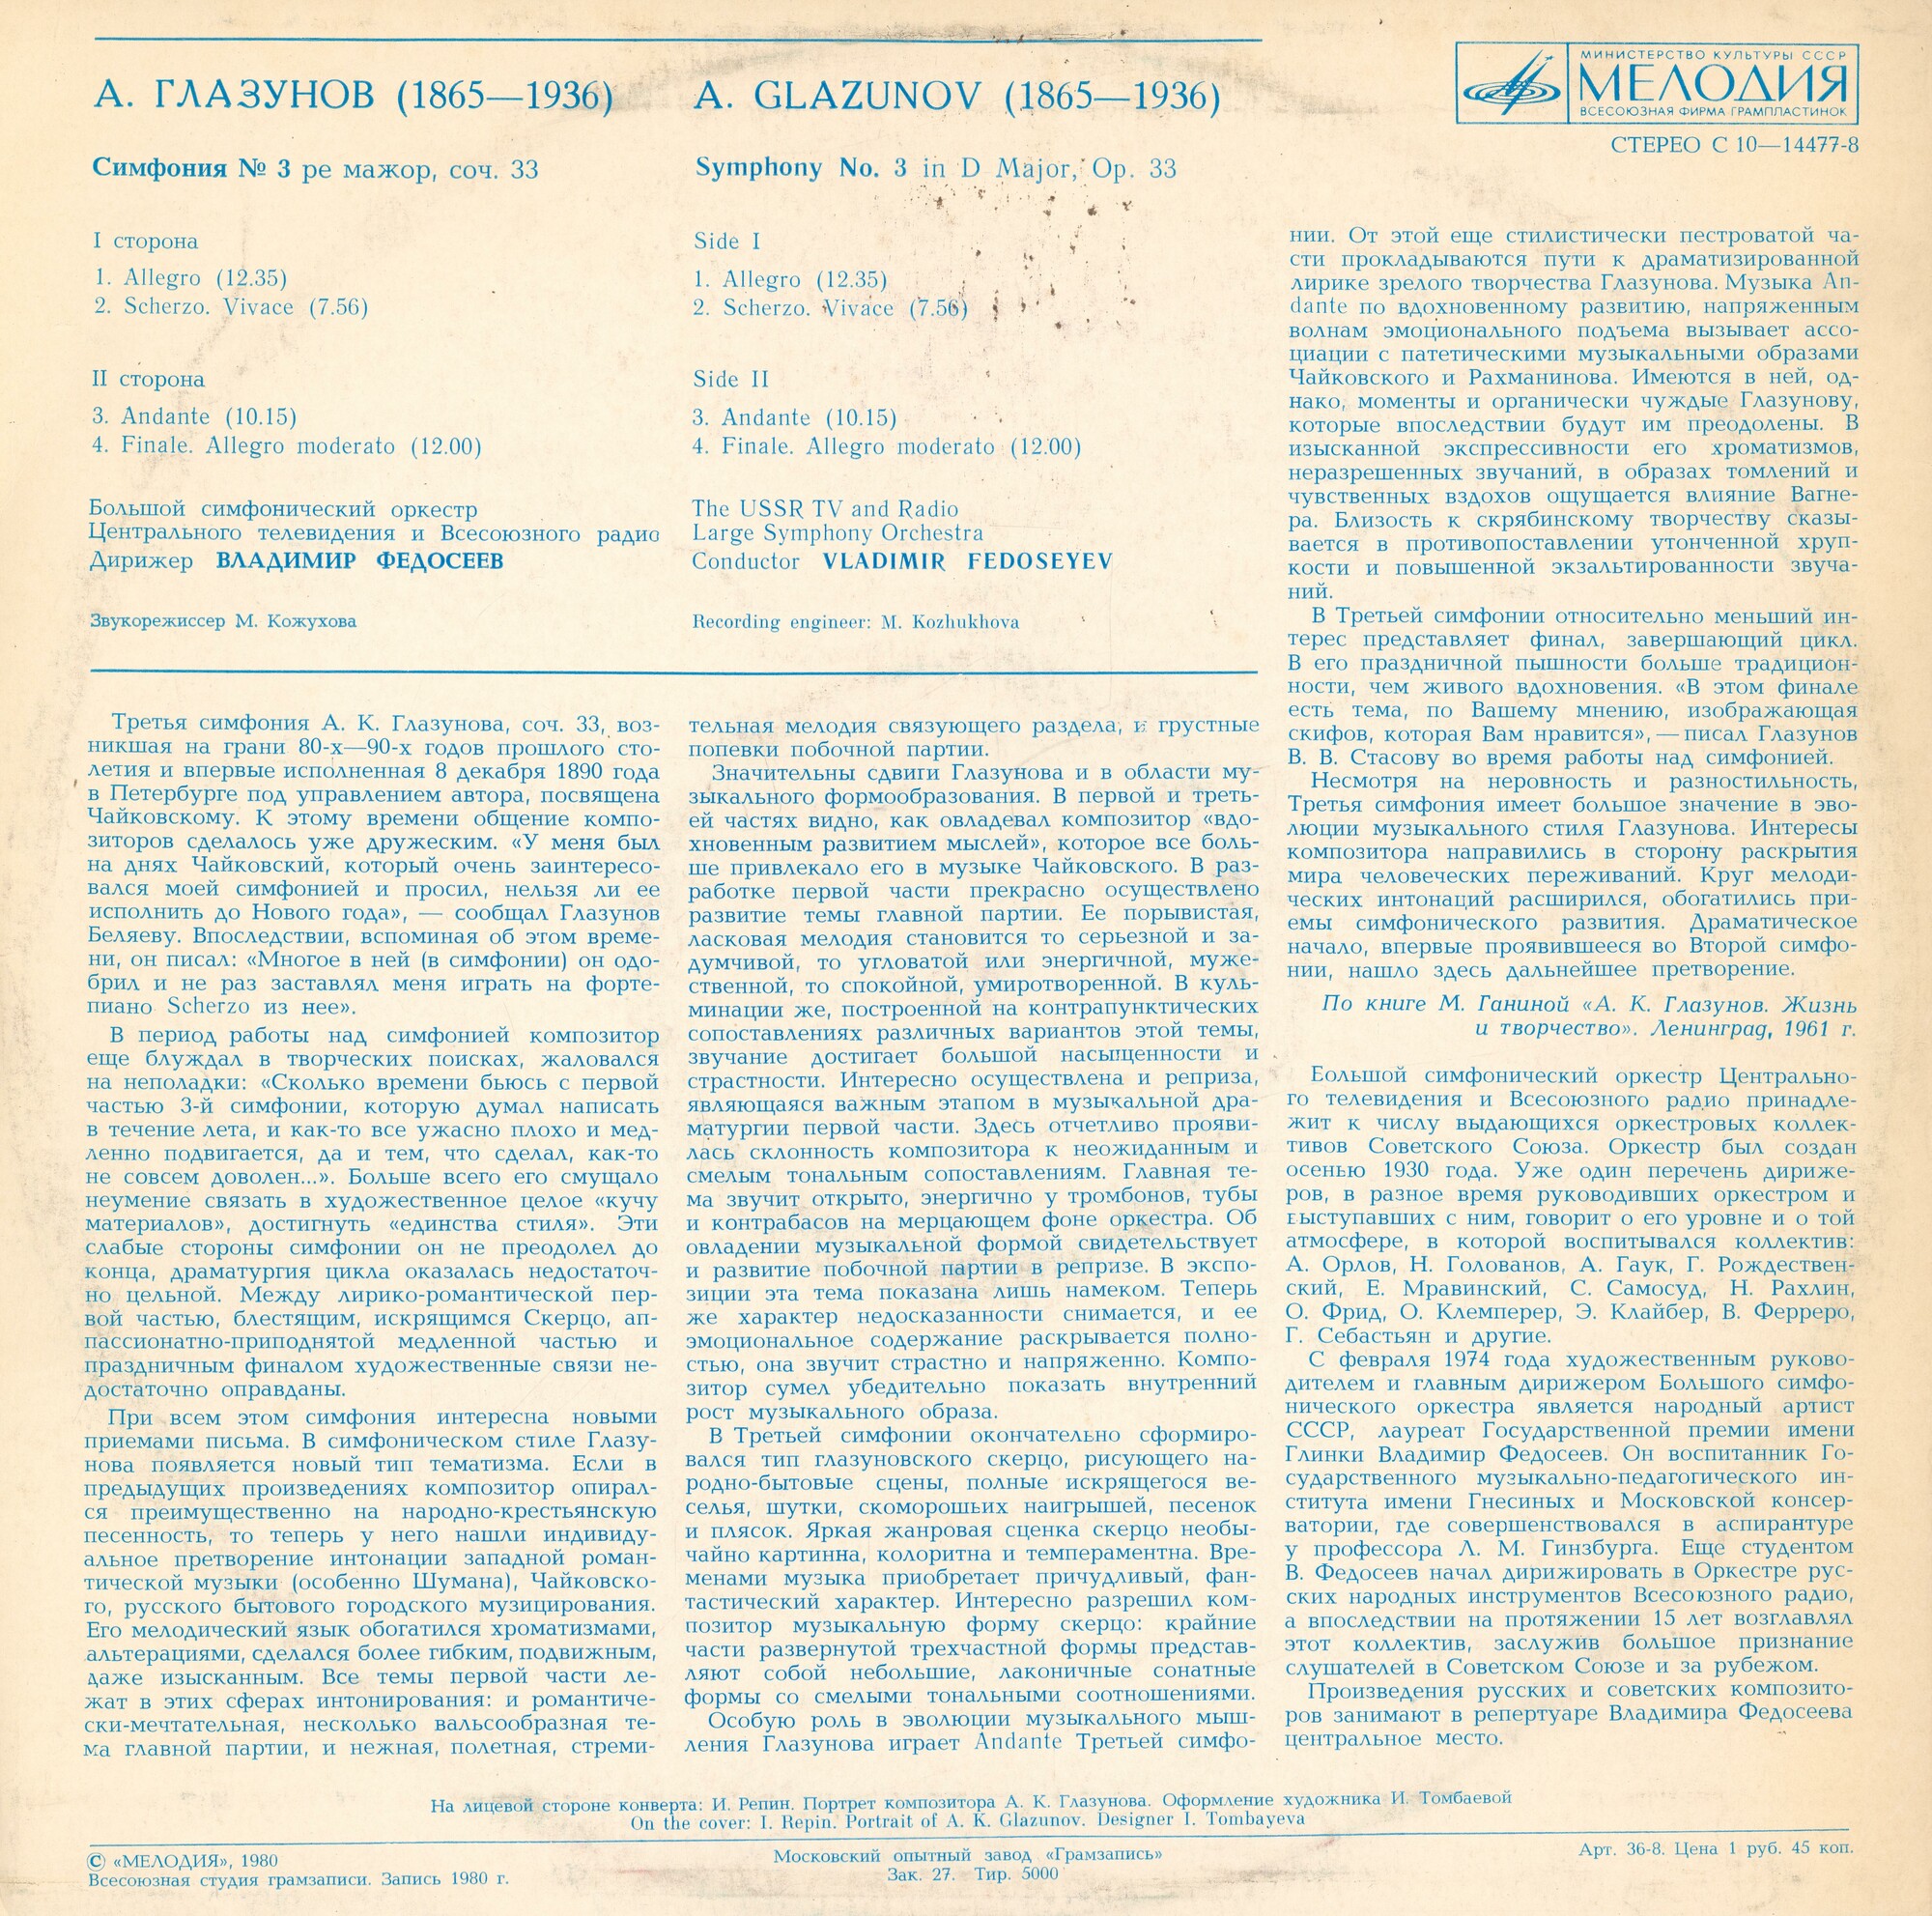 А. ГЛАЗУНОВ (1865—1936)
Симфония № 3 ре мажор, соч. 33
I сторона
1. Allegro (12.35)
2. Scherzo. Vivace (7.56)
II сторона
3. Andante (10.15)
4. Finale. Allegro moderato (12.00)
Большой симфонический оркестр
Центрального телевидения и Всесоюзного радио
Дирижер ВЛАДИМИР ФЕДОСЕЕВ
Звукорежиссер М. Кожухова
A. GLAZUNOV (1865—1936)
Symphony No. 3 in D Major, Op. 33
Side I
1. Allegro (12.35)
2. Scherzo. Vivace (7.56)
Side II
3. Andante (10.15)
4. Finale. Allegro moderato (12.00)
The USSR TV and Radio
Large Symphony Orchestra
Conductor VLADIMIR FEDOSEYEV
Recording engineer: M. Kozhukhova
МИНИСТЕРСТВО КУЛЬТУРЫ СССР
МЕЛОДИЯ
ВСЕСОЮЗНАЯ ФИРМА ГРАМПЛАСТИНОК
СТЕРЕО С 10—14477-8
Третья симфония А. К. Глазунова, соч. 33, воз-
никшая на грани 80-х—90-х годов прошлого сто-
летия и впервые исполненная 8 декабря 1890 года
в Петербурге под управлением автора, посвящена
Чайковскому. К этому времени общение компо-
зиторов сделалось уже дружеским. «У меня был
на днях Чайковский, который очень заинтересо-
вался моей симфонией и просил, нельзя ли ее
исполнить до Нового года», — сообщал Глазунов
Беляеву. Впоследствии, вспоминая об этом време-
ни, он писал: «Многое в ней (в симфонии) он одо-
брил и не раз заставлял меня играть на форте-
пиано Scherzo из нее».
В период работы над симфонией композитор
еще блуждал в творческих поисках, жаловался
на неполадки: «Сколько времени бьюсь с первой
частью 3-й симфонии, которую думал написать
в течение лета, и как-то все ужасно плохо и мед-
ленно подвигается, да и тем, что сделал, как-то
не совсем доволен...». Больше всего его смущало
неумение связать в художественное целое «кучу
материалов», достигнуть «единства стиля». Эти
слабые стороны симфонии он не преодолел до
конца, драматургия цикла оказалась недостаточ-
но цельной. Между лирико-романтической пер-
вой частью, блестящим, искрящимся Скерцо, ап-
пассионатно-приподнятой медленной частью и
праздничным финалом художественные связи не-
достаточно оправданы.
При всем этом симфония интересна новыми
приемами письма. В симфоническом стиле Глазу-
нова появляется новый тип тематизма. Если в
предыдущих произведениях композитор опирал-
ся преимущественно на народно-крестьянскую
песенность, то теперь у него нашли индивиду-
альное претворение интонации западной роман-
тической музыки (особенно Шумана), Чайковско-
го, русского бытового городского музицирования.
Его мелодический язык обогатился хроматизмами,
альтерациями, сделался более гибким, подвижным,
даже изысканным. Все темы первой части ле-
жат в этих сферах интонирования: и романтиче-
ски-мечтательная, несколько вальсообразная те-
ма главной партии, и нежная, полетная, стреми-
тельная мелодия связующего раздела, и грустные
попевки побочной партии.
Значительны сдвиги Глазунова и в области му-
зыкального формообразования. В первой и треть-
ей частях видно, как овладевал композитор «вдо-
хновенным развитием мыслей», которое все боль-
ше привлекало его в музыке Чайковского. В раз-
работке первой части прекрасно осуществлено
развитие темы главной партии. Ее порывистая,
ласковая мелодия становится то серьезной и за-
думчивой, то угловатой или энергичной, муже-
ственной, то спокойной, умиротворенной. В куль-
минации же, построенной на контрапунктических
сопоставлениях различных вариантов этой темы,
звучание достигает большой насыщенности и
страстности. Интересно осуществлена и реприза,
являющаяся важным этапом в музыкальной дра-
матургии первой части. Здесь отчетливо прояви-
лась склонность композитора к неожиданным и
смелым тональным сопоставлениям. Главная те-
ма звучит открыто, энергично у тромбонов, тубы
и контрабасов на мерцающем фоне оркестра. Об
овладении музыкальной формой свидетельствует
и развитие побочной партии в репризе. В экспо-
зиции эта тема показана лишь намеком. Теперь
же характер недосказанности снимается, и ее
эмоциональное содержание раскрывается полно-
стью, она звучит страстно и напряженно. Компо-
зитор сумел убедительно показать внутренний
рост музыкального образа.
В Третьей симфонии окончательно сформиро-
вался тип глазуновского скерцо, рисующего на-
родно-бытовые сцены, полные искрящегося ве-
селья, шутки, скоморошьих наигрышей, песенок
и плясок. Яркая жанровая сценка скерцо необы-
чайно картинна, колоритна и темпераментна. Вре-
менами музыка приобретает причудливый, фан-
тастический характер. Интересно разрешил ком-
позитор музыкальную форму скерцо: крайние
части развернутой трехчастной формы представ-
ляют собой небольшие, лаконичные сонатные
формы со смелыми тональными соотношениями.
Особую роль в эволюции музыкального мыш-
ления Глазунова играет Andante Третьей симфо-
нии. От этой еще стилистически пестроватой ча-
сти прокладываются пути к драматизированной
лирике зрелого творчества Глазунова. Музыка An-
dante по вдохновенному развитию, напряженным
волнам эмоционального подъема вызывает ассо-
циации с патетическими музыкальными образами
Чайковского и Рахманинова. Имеются в ней, од-
нако, моменты и органически чуждые Глазунову,
которые впоследствии будут им преодолены. В
изысканной экспрессивности его хроматизмов,
неразрешенных звучаний, в образах томлений и
чувственных вздохов ощущается влияние Вагне-
ра. Близость к скрябинскому творчеству сказы-
вается в противопоставлении утонченной хруп-
кости и повышенной экзальтированности звуча-
ний.
В Третьей симфонии относительно меньший ин-
терес представляет финал, завершающий цикл.
В его праздничной пышности больше традицион-
ности, чем живого вдохновения. «В этом финале
есть тема, по Вашему мнению, изображающая
скифов, которая Вам нравится», — писал Глазунов
В. В. Стасову во время работы над симфонией.
Несмотря на неровность и разностильность,
Третья симфония имеет большое значение в эво-
люции музыкального стиля Глазунова. Интересы
композитора направились в сторону раскрытия
мира человеческих переживаний. Круг мелоди-
ческих интонаций расширился, обогатились при-
емы симфонического развития. Драматическое
начало, впервые проявившееся во Второй симфо-
нии, нашло здесь дальнейшее претворение.
По книге М. Ганиной «А. К. Глазунов. Жизнь
и творчество». Ленинград, 1961 г.
Большой симфонический оркестр Центрально-
го телевидения и Всесоюзного радио принадле-
жит к числу выдающихся оркестровых коллек-
тивов Советского Союза. Оркестр был создан
осенью 1930 года. Уже один перечень дириже-
ров, в разное время руководивших оркестром и
выступавших с ним, говорит о его уровне и о той
атмосфере, в которой воспитывался коллектив:
А. Орлов, Н. Голованов, А. Гаук, Г. Рождествен-
ский, Е. Мравинский, С. Самосуд, Н. Рахлин,
О. Фрид, О. Клемперер, Э. Клайбер, В. Ферреро,
Г. Себастьян и другие.
С февраля 1974 года художественным руково-
дителем и главным дирижером Большого симфо-
нического оркестра является народный артист
СССР, лауреат Государственной премии имени
Глинки Владимир Федосеев. Он воспитанник Го-
сударственного музыкально-педагогического ин-
ститута имени Гнесиных и Московской консер-
ватории, где совершенствовался в аспирантуре
у профессора Л. М. Гинзбурга. Еще студентом
В. Федосеев начал дирижировать в Оркестре рус-
ских народных инструментов Всесоюзного радио,
а впоследствии на протяжении 15 лет возглавлял
этот коллектив, заслужив большое признание
слушателей в Советском Союзе и за рубежом.
Произведения русских и советских композито-
ров занимают в репертуаре Владимира Федосеева
центральное место.
На лицевой стороне конверта: И. Репин. Портрет композитора А. К. Глазунова. Оформление художника И. Томбаевой
On the cover: I. Repin. Portrait of A. K. Glazunov. Designer I. Tombayeva
© «МЕЛОДИЯ», 1980
Всесоюзная студия грамзаписи. Запись 1980 г.
Московский опытный завод «Грамзапись»
Зак. 27. Тир. 5000
Арт. 36-8. Цена 1 руб. 45 коп.